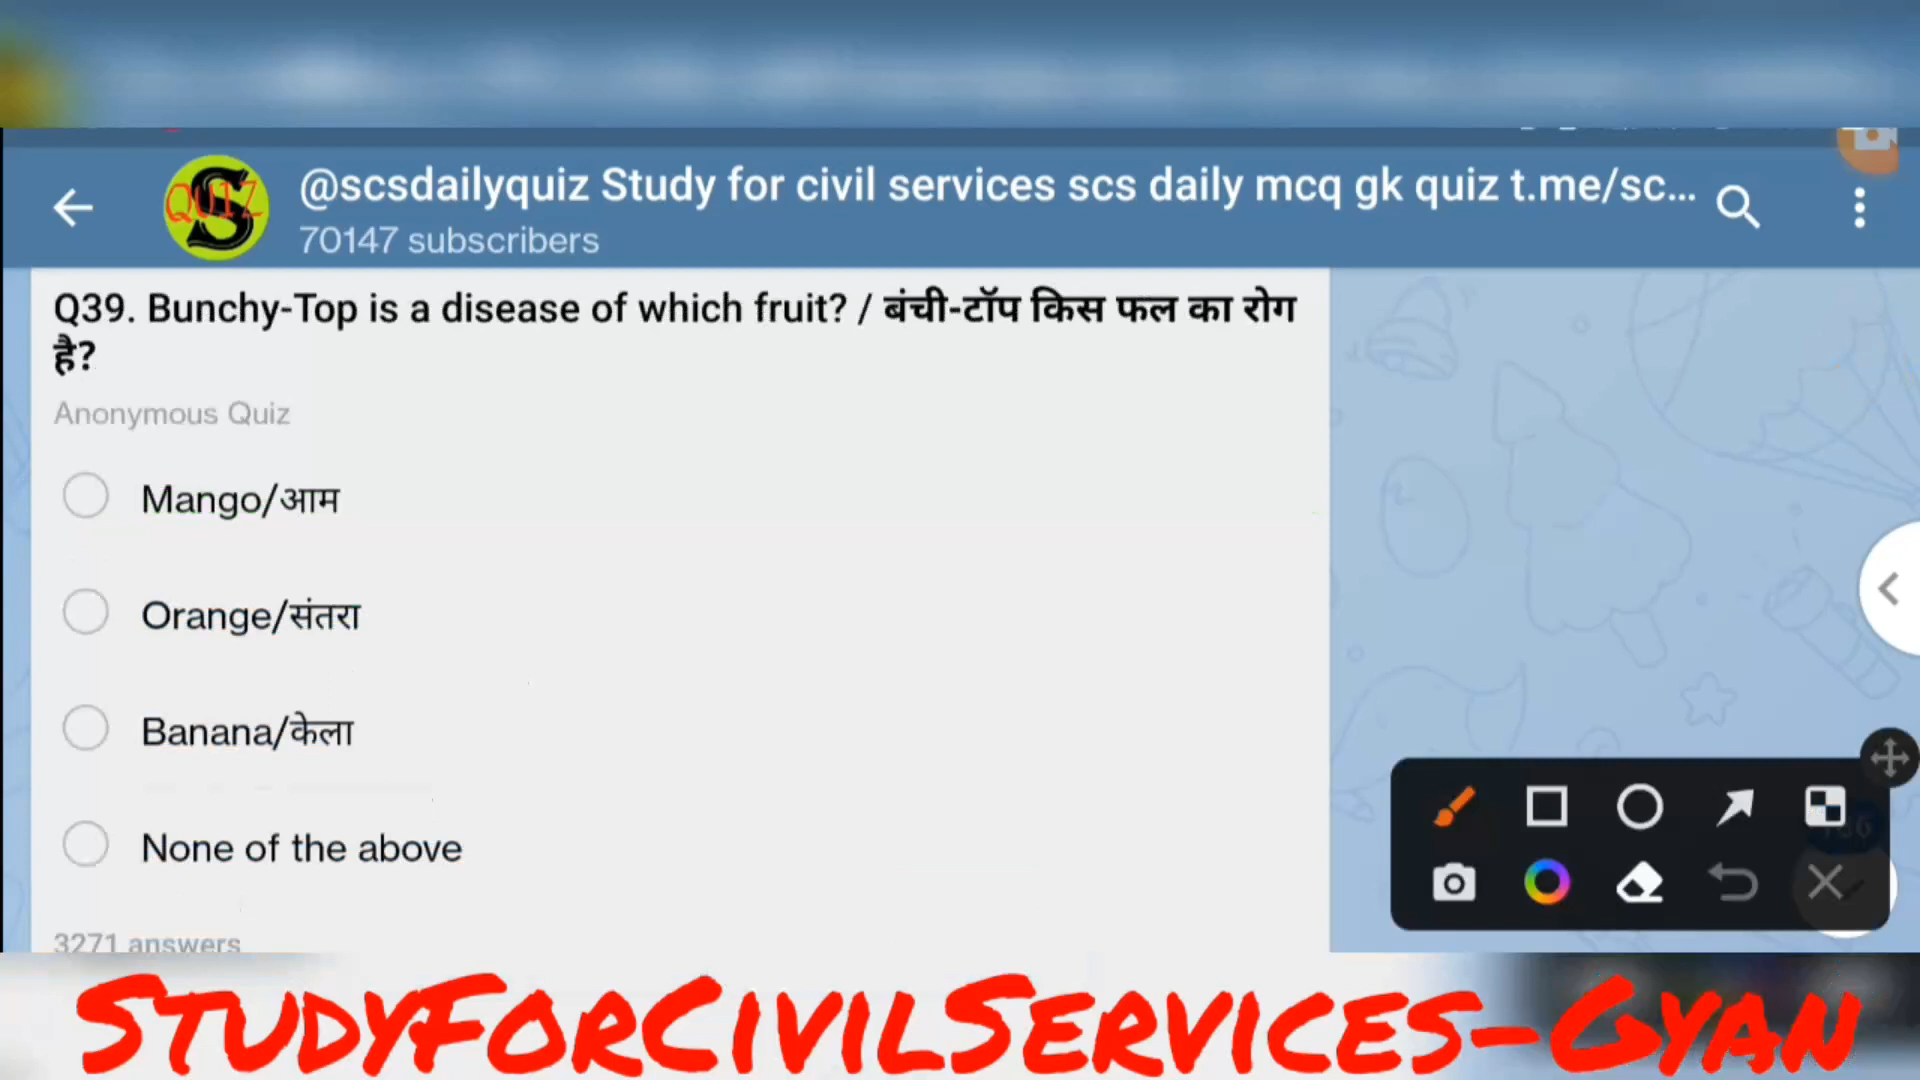 @scsdailyquiz Study for civil services scs daily mcq gk quiz t.me/sc...
70147 subscribers
Q39. Bunchy-Top is a disease of which fruit? / बंची-टॉप किस फल का रोग
है?
Anonymous Quiz
Mango/आम
Orange/संतरा
Banana/केला
None of the above
3271 answers
StudyForCivilServices-Gyan